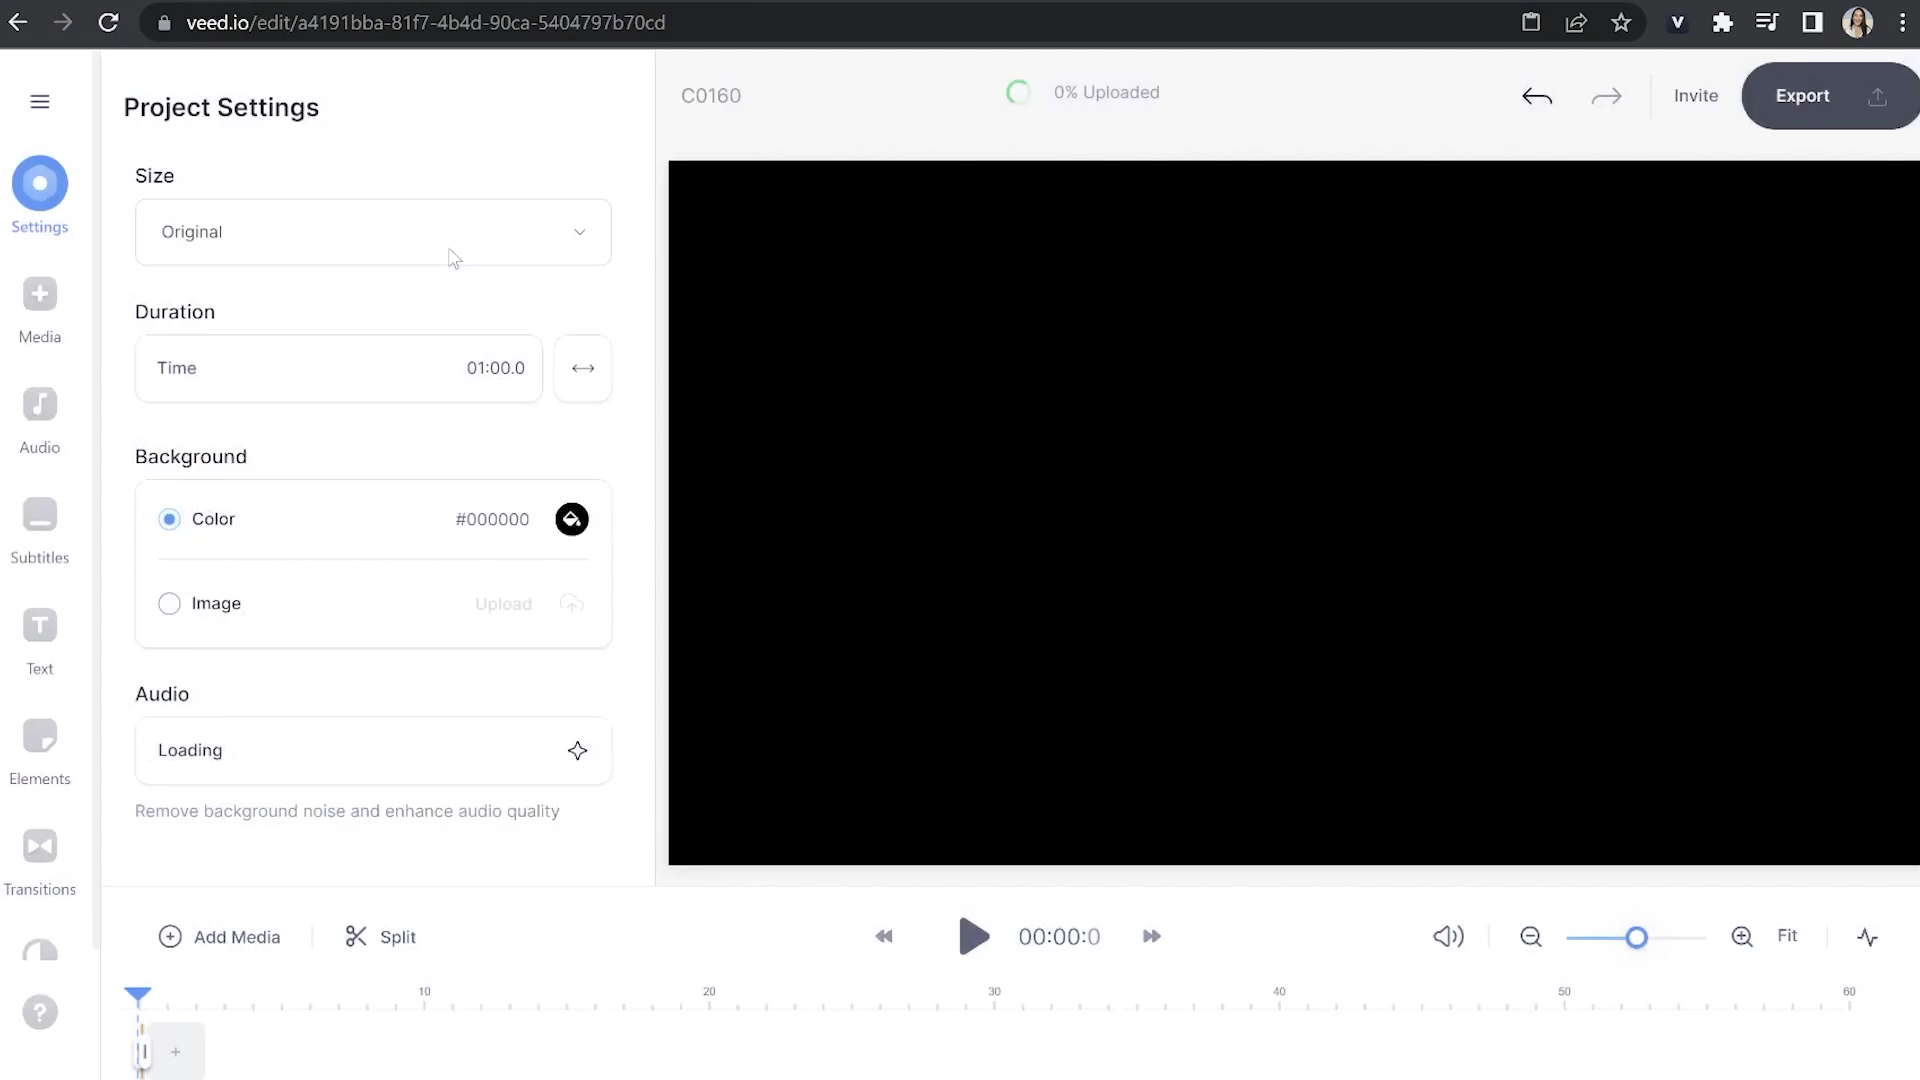 veed.io/edit/a4191bba-81f7-4b4d-90ca-5404797b70cd
V
Project Settings
C0160
0% Uploaded
Invite
Export
Size
Original
Settings
Duration
Time 01:00.0
Media
Audio
Background
Color #000000
Subtitles
Image Upload
Text
Audio
Loading
Elements
Remove background noise and enhance audio quality
Transitions
Add Media
Split
00:00:0
Fit
10 20 30 40 50 60
?